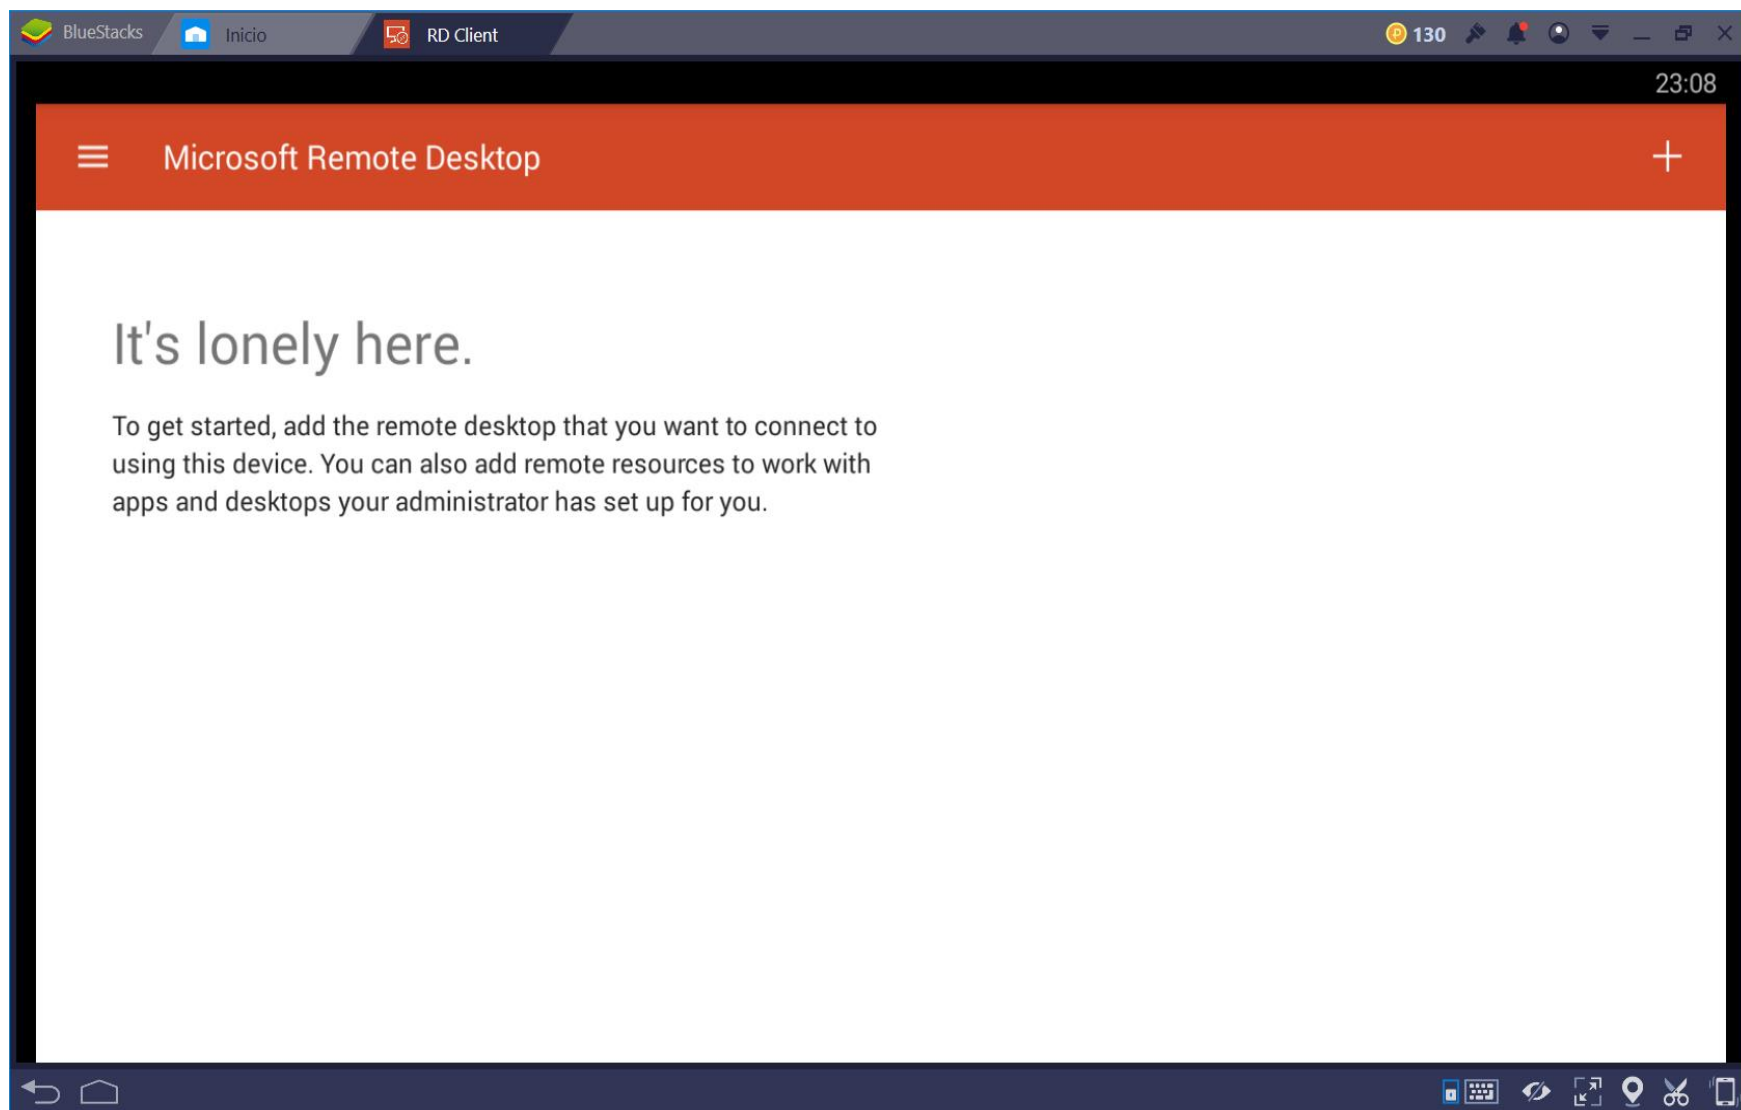 BlueStacks
Inicio
RD Client
130
23:08
Microsoft Remote Desktop
It's lonely here.
To get started, add the remote desktop that you want to connect to
using this device. You can also add remote resources to work with
apps and desktops your administrator has set up for you.